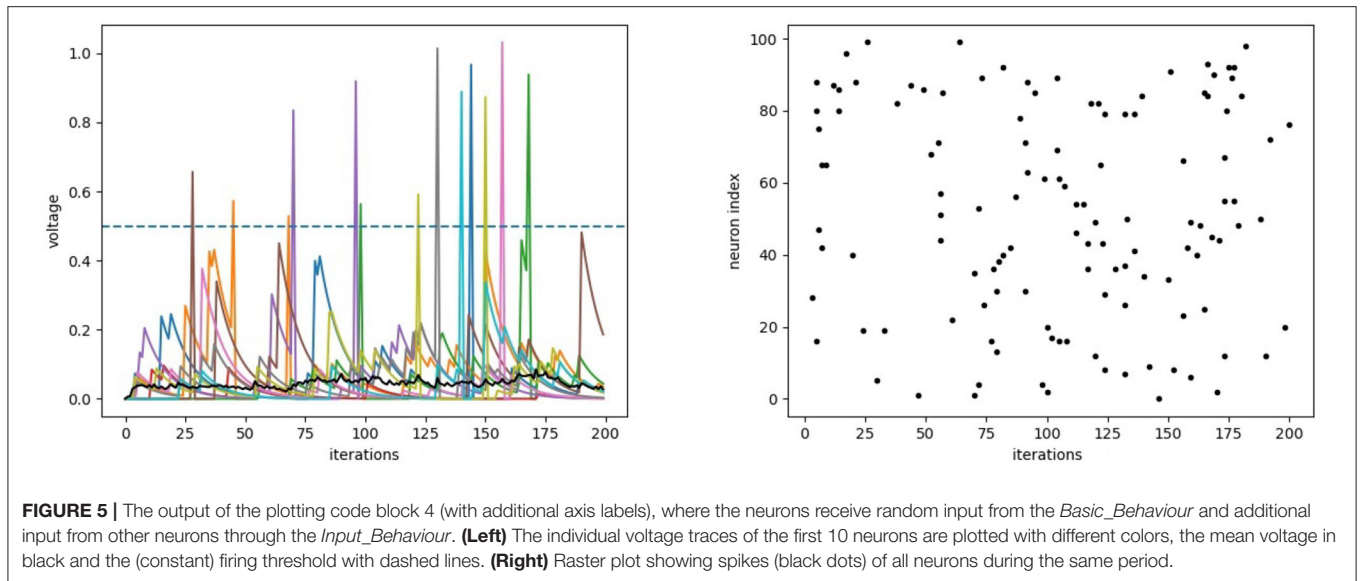 1.0
0.8
0.6
0.4
0.2
0.0
voltage
0 25 50 75 100 125 150 175 200
iterations
100
80
60
40
20
0
neuron index
0 25 50 75 100 125 150 175 200
iterations
FIGURE 5 | The output of the plotting code block 4 (with additional axis labels), where the neurons receive random input from the Basic_Behaviour and additional
input from other neurons through the Input_Behaviour. (Left) The individual voltage traces of the first 10 neurons are plotted with different colors, the mean voltage in
black and the (constant) firing threshold with dashed lines. (Right) Raster plot showing spikes (black dots) of all neurons during the same period.